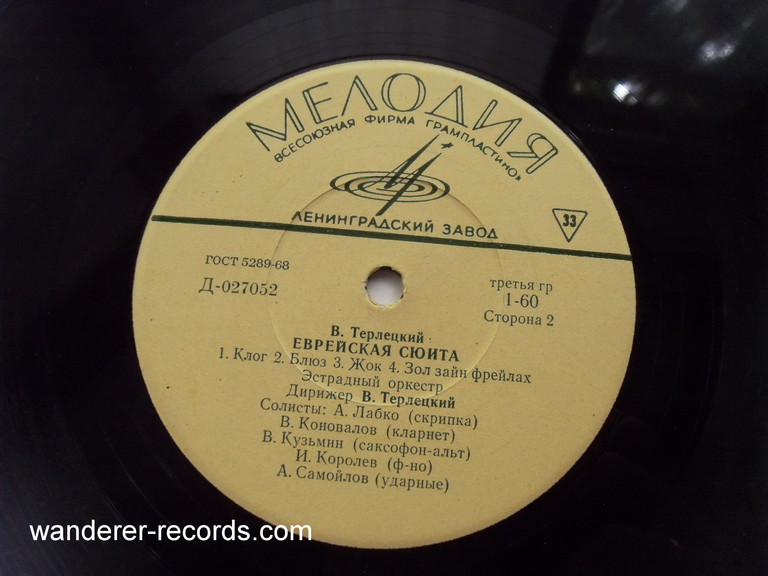 МЕЛОДИЯ
ВСЕСОЮЗНАЯ ФИРМА ГРАМПЛАСТИНОК
ЛЕНИНГРАДСКИЙ ЗАВОД
33
ГОСТ 5289-68
Д-027052
третья гр
1-60
Сторона 2
В. Терлецкий
ЕВРЕЙСКАЯ СЮИТА
1. Клог 2. Блюз 3. Жок 4. Зол зайн фрейлах
Эстрадный оркестр
Дирижер В. Терлецкий
Солисты: А. Лабко (скрипка)
В. Коновалов (кларнет)
В. Кузьмин (саксофон-альт)
И. Королев (ф-но)
А. Самойлов (ударные)
wanderer-records.com